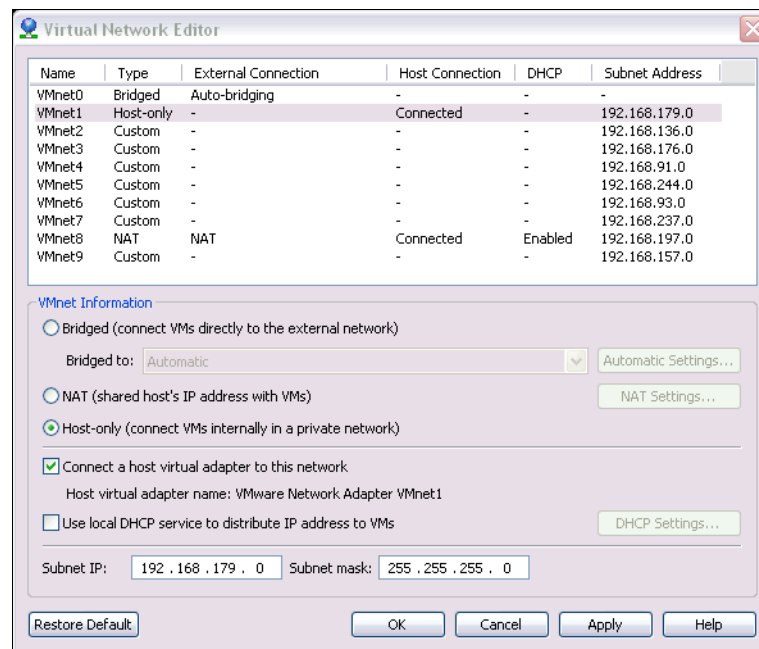 Virtual Network Editor
Name Type External Connection Host Connection DHCP Subnet Address
VMnet0 Bridged Auto-bridging - - -
VMnet1 Host-only - Connected - 192.168.179.0
VMnet2 Custom - - - 192.168.136.0
VMnet3 Custom - - - 192.168.176.0
VMnet4 Custom - - - 192.168.91.0
VMnet5 Custom - - - 192.168.244.0
VMnet6 Custom - - - 192.168.93.0
VMnet7 Custom - - - 192.168.237.0
VMnet8 NAT NAT Connected Enabled 192.168.197.0
VMnet9 Custom - - - 192.168.157.0
VMnet Information
Bridged (connect VMs directly to the external network)
Bridged to: Automatic Automatic Settings...
NAT (shared host's IP address with VMs) NAT Settings...
Host-only (connect VMs internally in a private network)
Connect a host virtual adapter to this network
Host virtual adapter name: VMware Network Adapter VMnet1
Use local DHCP service to distribute IP address to VMs DHCP Settings...
Subnet IP: 192 . 168 . 179 . 0 Subnet mask: 255 . 255 . 255 . 0
Restore Default OK Cancel Apply Help